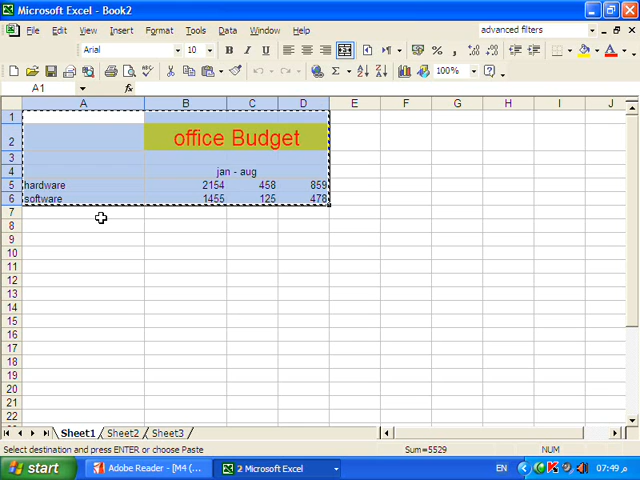 Microsoft Excel - Book2
File Edit View Insert Format Tools Data Window Help advanced filters
Arial 10 B I U
Σ 100%
A1 fx
A B C D E F G H I J
1
2 office Budget
3
4 jan - aug
5 hardware 2154 458 859
6 software 1455 125 478
7
8
9
10
11
12
13
14
15
16
17
18
19
20
21
22
Sheet1 Sheet2 Sheet3
Select destination and press ENTER or choose Paste Sum=5529 NUM
start Adobe Reader - [M4 (... 2 Microsoft Excel EN 07:49 م